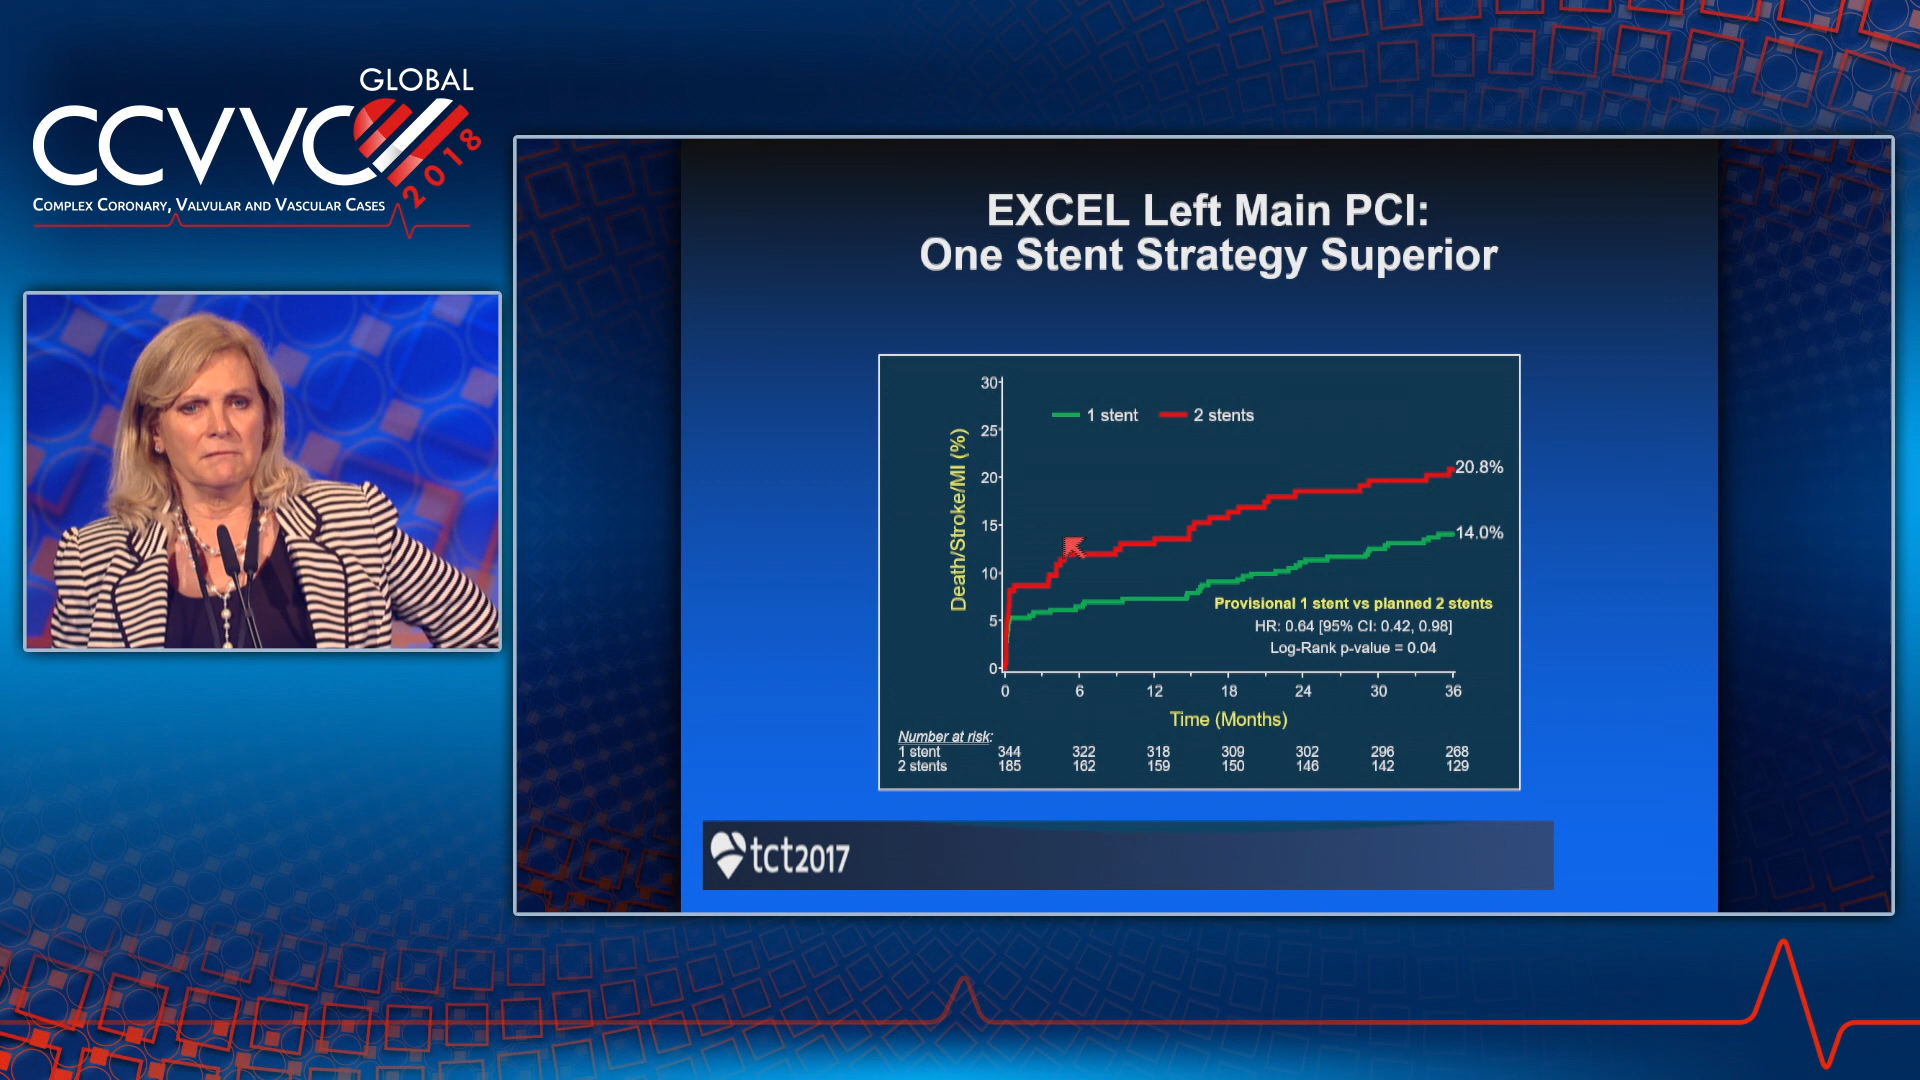 GLOBAL
CCVVC
2018
COMPLEX CORONARY, VALVULAR AND VASCULAR CASES
EXCEL Left Main PCI:
One Stent Strategy Superior
30
25
20
15
10
5
0
Death/Stroke/MI (%)
1 stent
2 stents
20.8%
14.0%
Provisional 1 stent vs planned 2 stents
HR: 0.64 [95% CI: 0.42, 0.98]
Log-Rank p-value = 0.04
0 6 12 18 24 30 36
Time (Months)
Number at risk:
1 stent 344 322 318 309 302 296 268
2 stents 185 162 159 150 146 142 129
tct2017